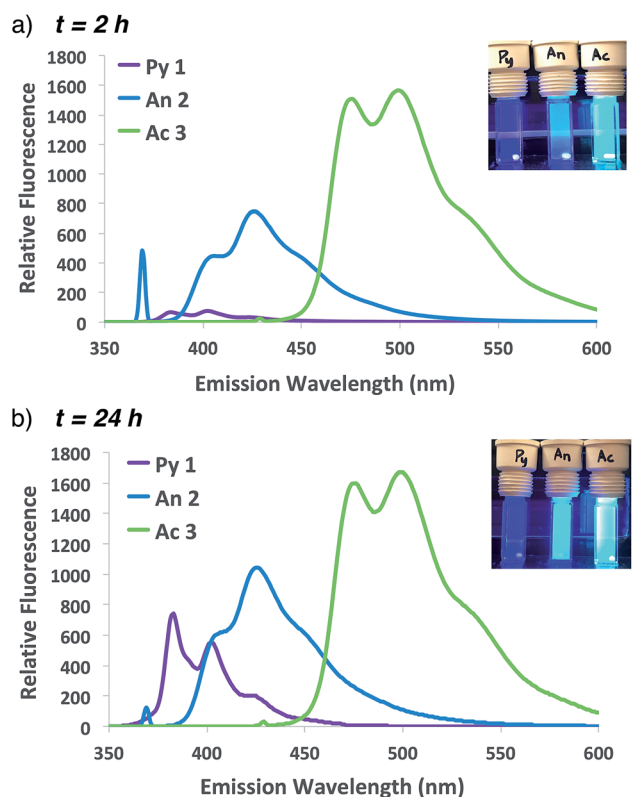 a) t = 2 h
1800
1600
1400
1200
1000
800
600
400
200
0
Relative Fluorescence
Py 1
An 2
Ac 3
Py An Ac
350 400 450 500 550 600
Emission Wavelength (nm)
b) t = 24 h
1800
1600
1400
1200
1000
800
600
400
200
0
Relative Fluorescence
Py 1
An 2
Ac 3
Py An Ac
350 400 450 500 550 600
Emission Wavelength (nm)